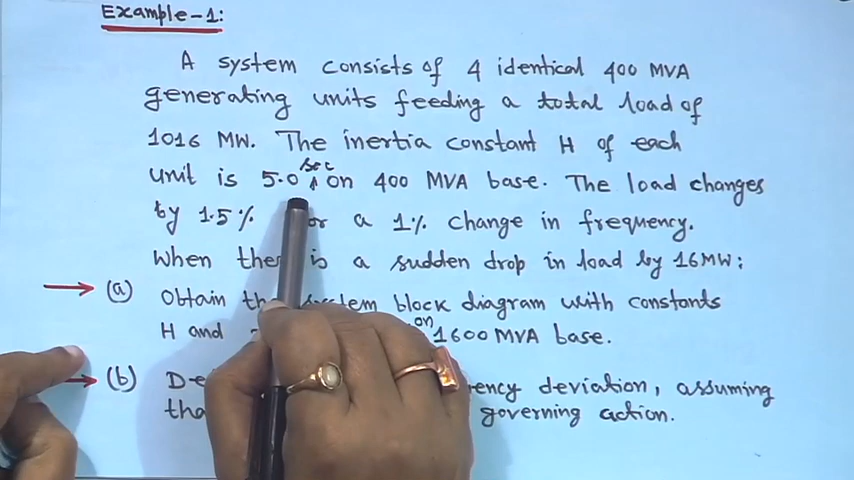 Example-1:
A system consists of 4 identical 400 MVA
generating units feeding a total load of
1016 MW. The inertia constant H of each
unit is 5.0 sec on 400 MVA base. The load changes
by 1.5% a 1% change in frequency.
When is a sudden drop in load by 16MW:
(a) Obtain system block diagram with constants
H and on 1600 MVA base.
(b) deviation, assuming
governing action.